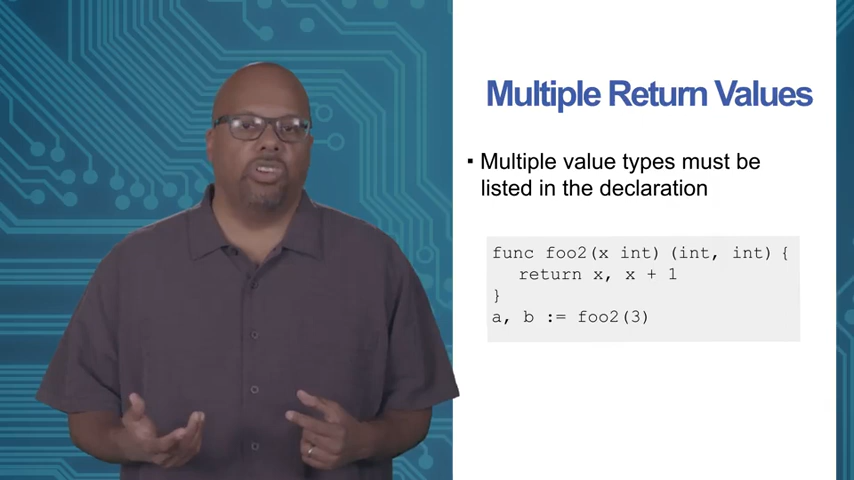 Multiple Return Values
▪ Multiple value types must be
listed in the declaration
func foo2(x int) (int, int) {
return x, x + 1
}
a, b := foo2(3)